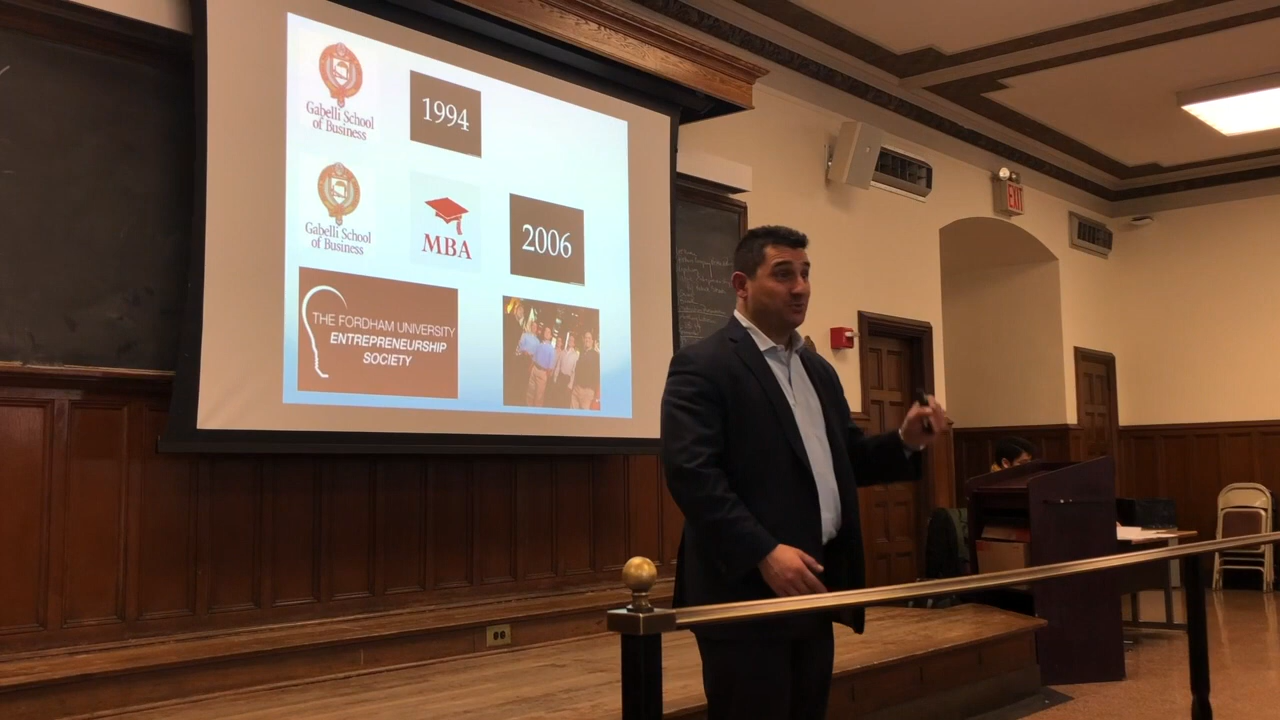 Gabelli School
of Business
1994
Gabelli School
of Business
MBA
2006
THE FORDHAM UNIVERSITY
ENTREPRENEURSHIP
SOCIETY
EXIT